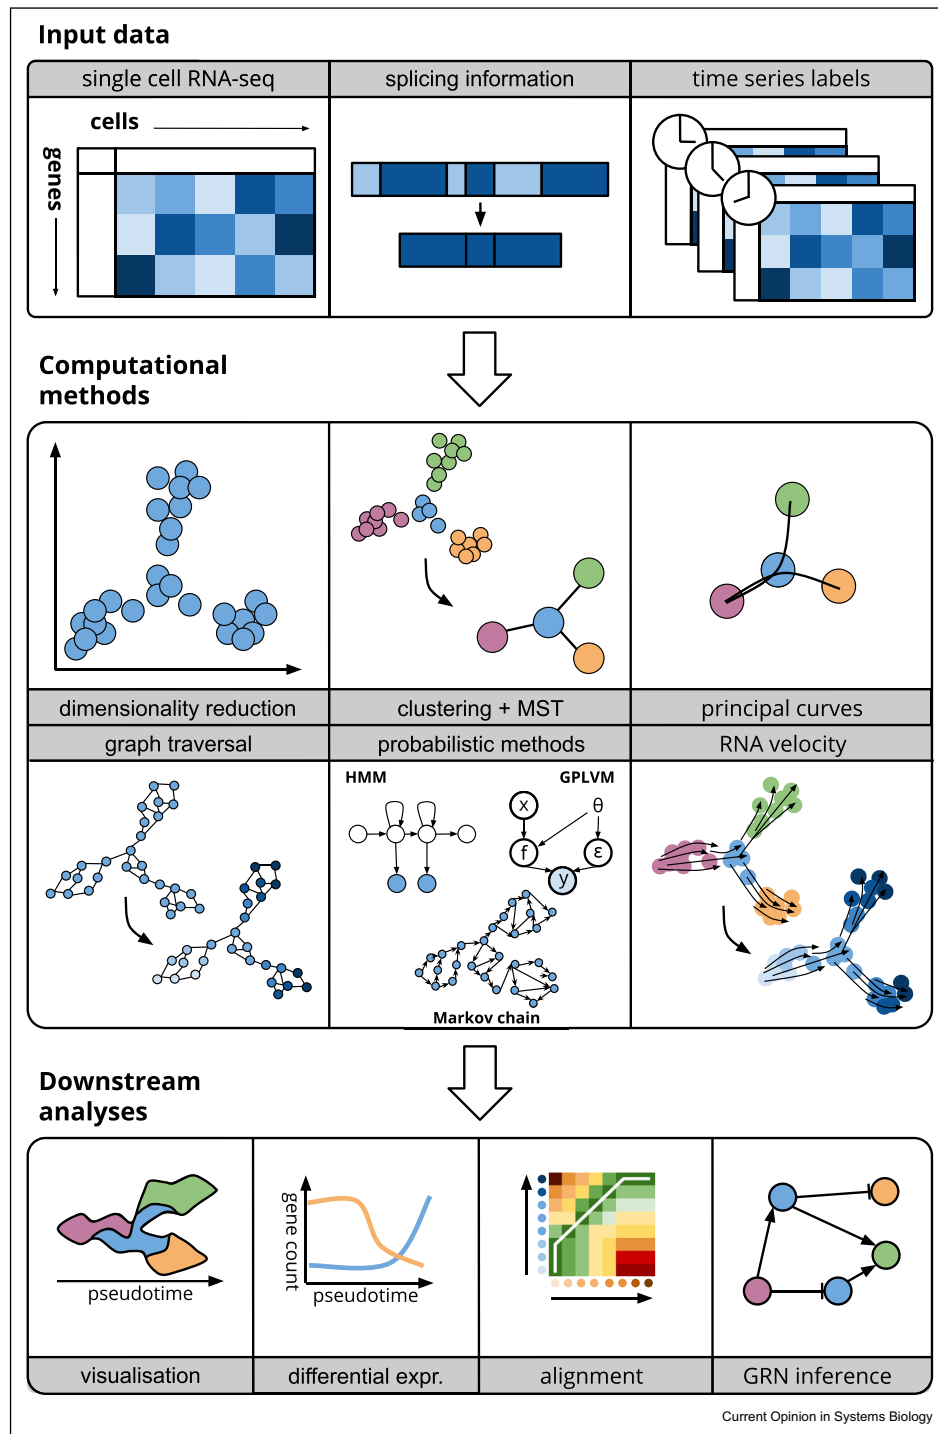 Input data
single cell RNA-seq
splicing information
time series labels
cells
genes
Computational
methods
dimensionality reduction
clustering + MST
principal curves
graph traversal
probabilistic methods
RNA velocity
HMM
GPLVM
x
θ
f
ε
y
Markov chain
Downstream
analyses
pseudotime
gene count
pseudotime
visualisation
differential expr.
alignment
GRN inference
Current Opinion in Systems Biology